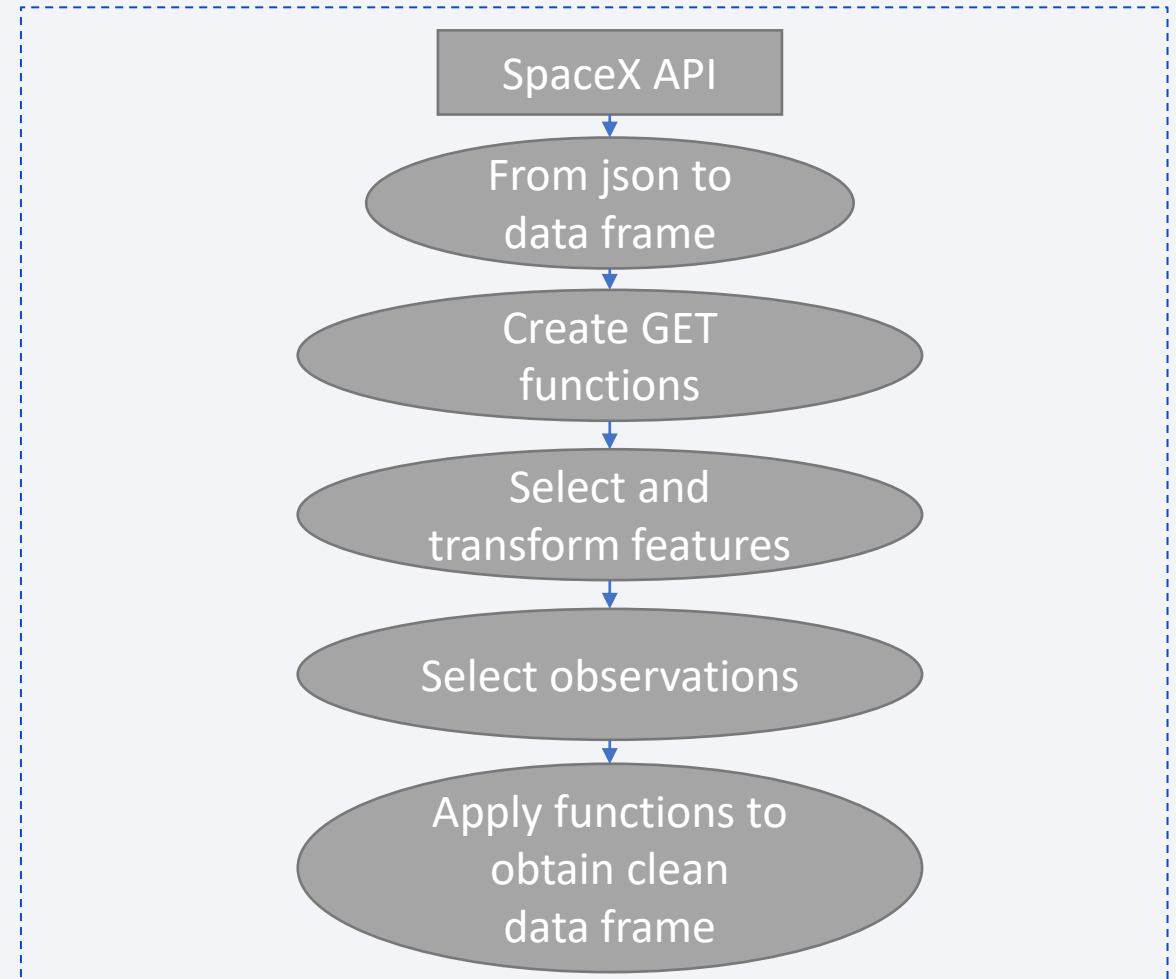 SpaceX API
From json to
data frame
Create GET
functions
Select and
transform features
Select observations
Apply functions to
obtain clean
data frame